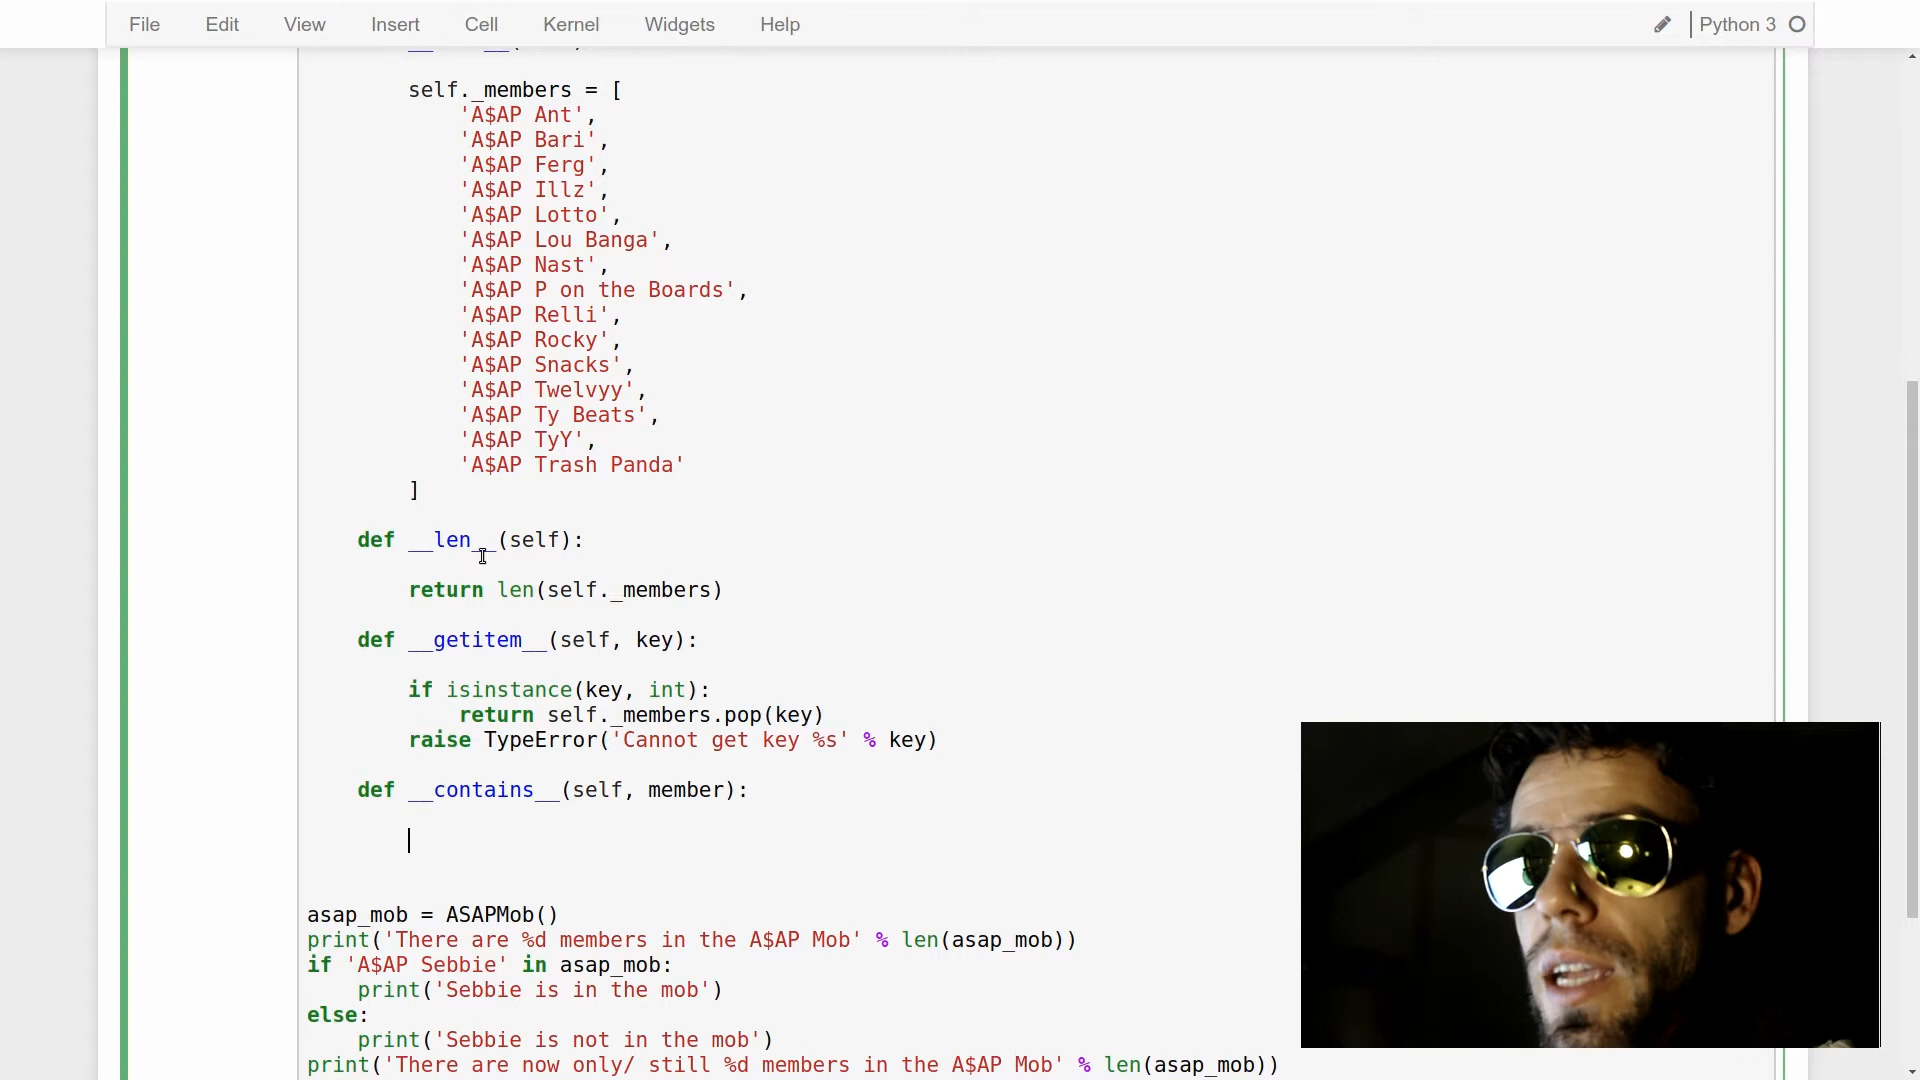 File Edit View Insert Cell Kernel Widgets Help Python 3
self._members = [
'A$AP Ant',
'A$AP Bari',
'A$AP Ferg',
'A$AP Illz',
'A$AP Lotto',
'A$AP Lou Banga',
'A$AP Nast',
'A$AP P on the Boards',
'A$AP Relli',
'A$AP Rocky',
'A$AP Snacks',
'A$AP Twelvyy',
'A$AP Ty Beats',
'A$AP TyY',
'A$AP Trash Panda'
]
def __len__(self):
return len(self._members)
def __getitem__(self, key):
if isinstance(key, int):
return self._members.pop(key)
raise TypeError('Cannot get key %s' % key)
def __contains__(self, member):
asap_mob = ASAPMob()
print('There are %d members in the A$AP Mob' % len(asap_mob))
if 'A$AP Sebbie' in asap_mob:
print('Sebbie is in the mob')
else:
print('Sebbie is not in the mob')
print('There are now only/ still %d members in the A$AP Mob' % len(asap_mob))